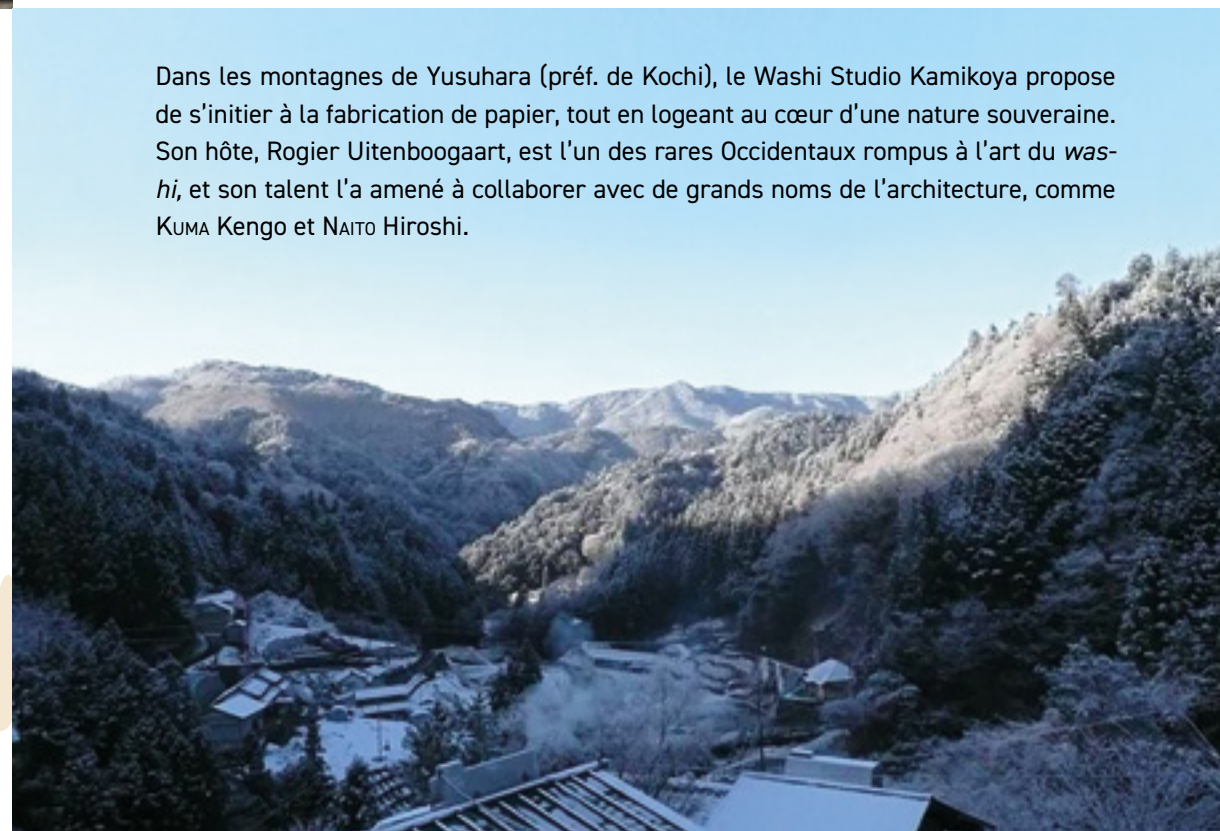 Dans les montagnes de Yusuhara (préf. de Kochi), le Washi Studio Kamikoya propose
de s’initier à la fabrication de papier, tout en logeant au cœur d’une nature souveraine.
Son hôte, Rogier Uitenboogaart, est l’un des rares Occidentaux rompus à l’art du was-
hi, et son talent l’a amené à collaborer avec de grands noms de l’architecture, comme
KUMA Kengo et NAITO Hiroshi.